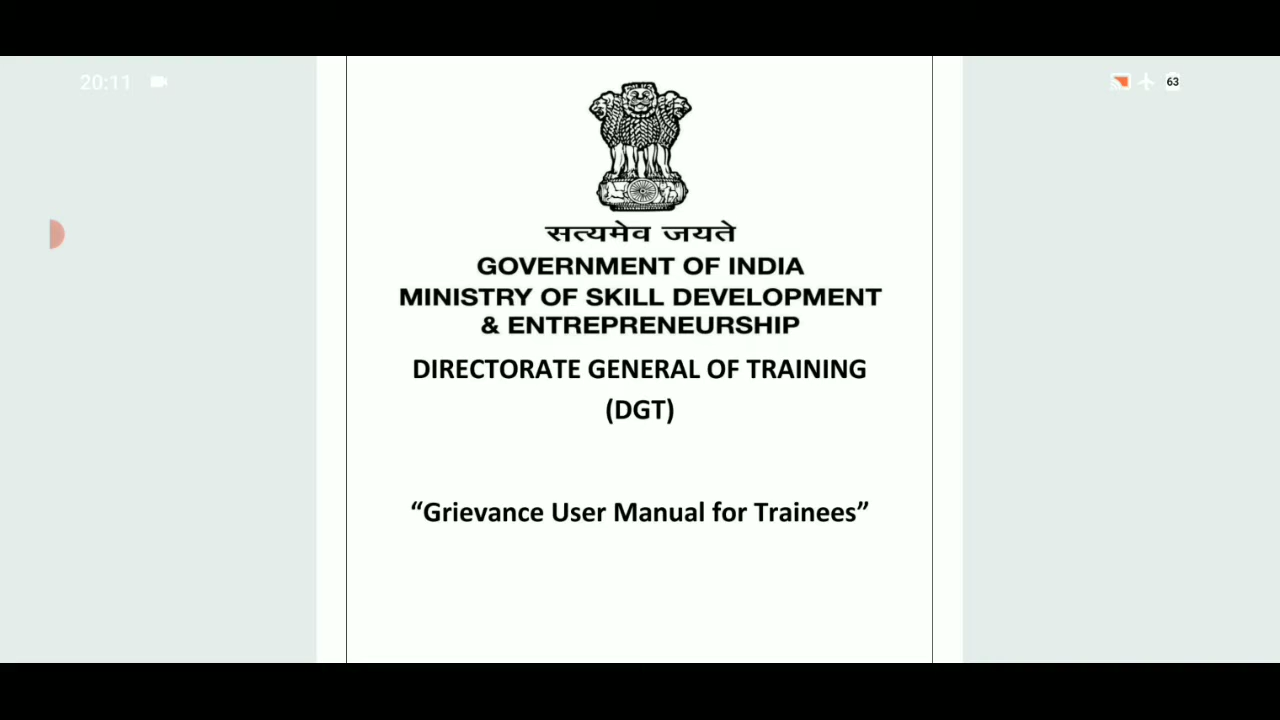 20:11
63
सत्यमेव जयते
GOVERNMENT OF INDIA
MINISTRY OF SKILL DEVELOPMENT
& ENTREPRENEURSHIP
DIRECTORATE GENERAL OF TRAINING
(DGT)
“Grievance User Manual for Trainees”